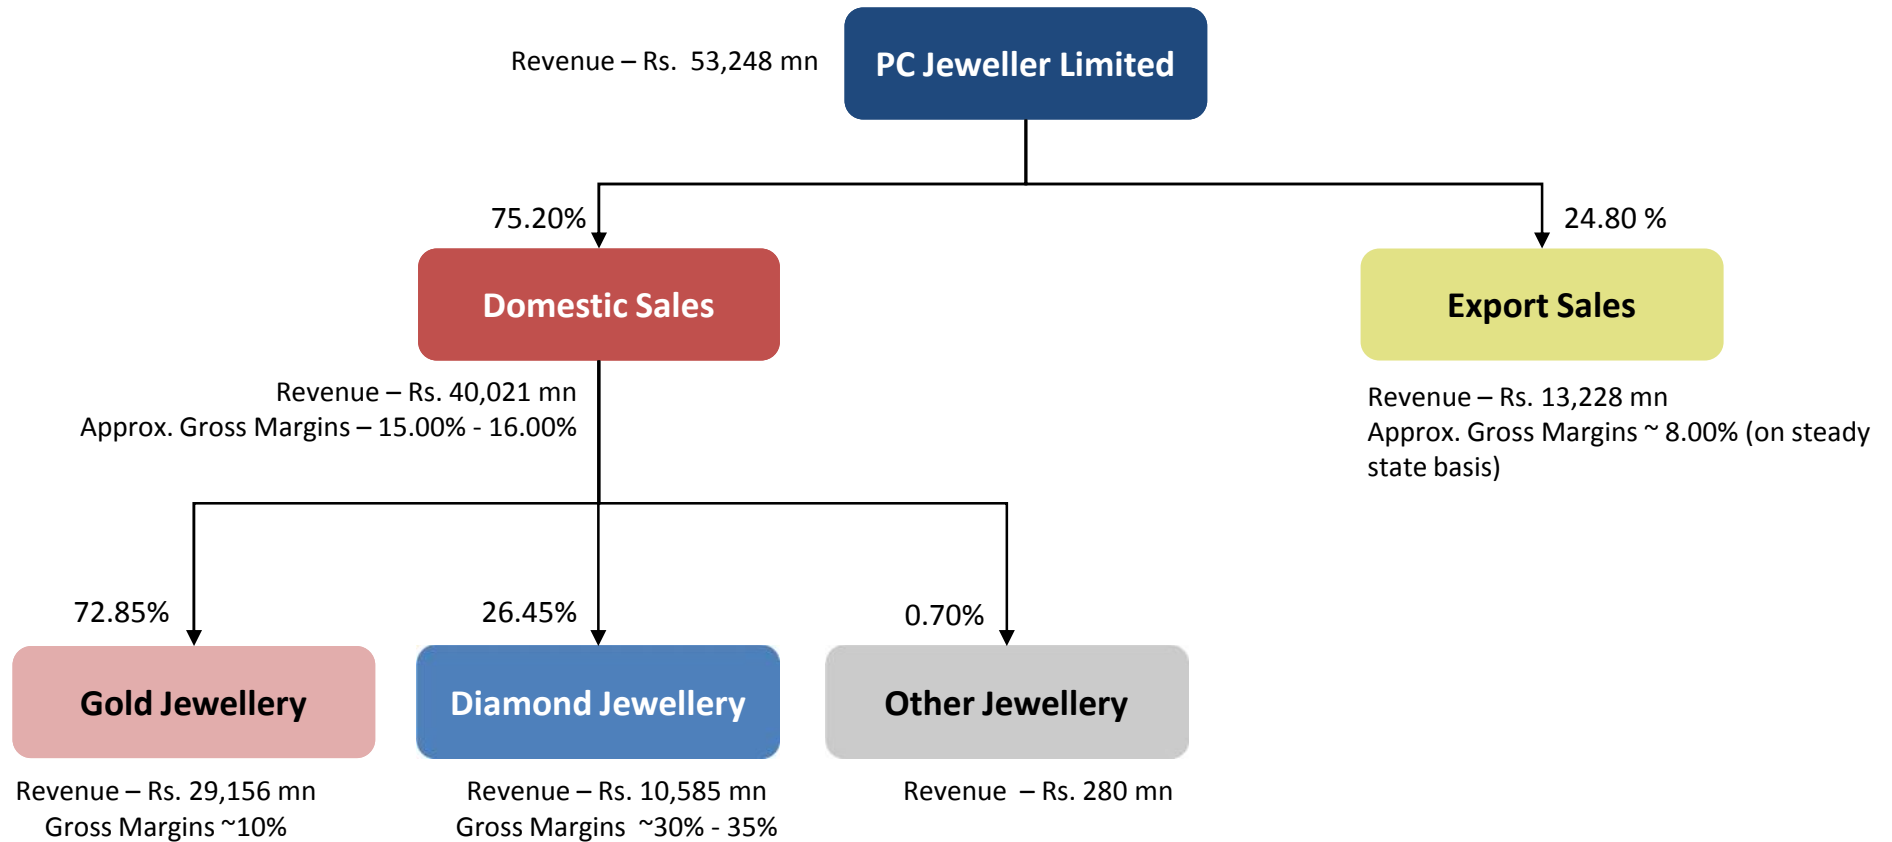 Revenue – Rs.  53,248 mn
PC Jeweller Limited
75.20%
24.80 %
Domestic Sales
Export Sales
Revenue – Rs. 40,021 mn
Approx. Gross Margins – 15.00% - 16.00%
Revenue – Rs. 13,228 mn
Approx. Gross Margins ~ 8.00% (on steady
state basis)
72.85%
26.45%
0.70%
Gold Jewellery
Diamond Jewellery
Other Jewellery
Revenue – Rs. 29,156 mn
Gross Margins ~10%
Revenue – Rs. 10,585 mn
Gross Margins  ~30% - 35%
Revenue  – Rs. 280 mn